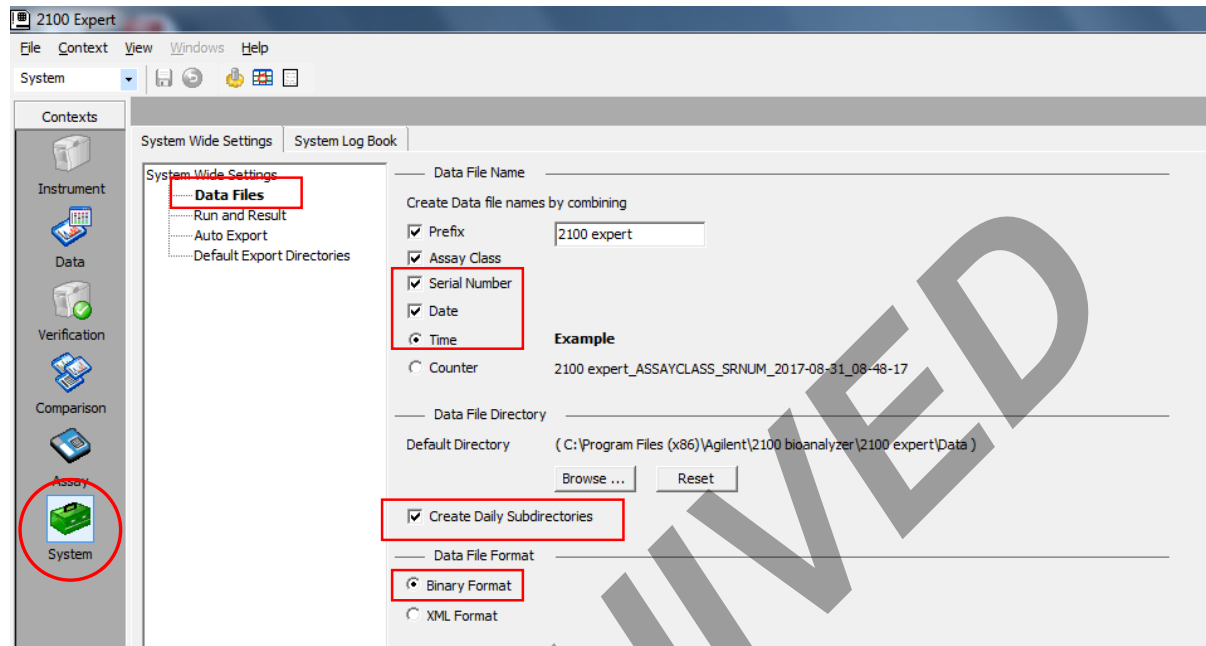 2100 Expert
File Context View Windows Help
System
Contexts
System Wide Settings System Log Book
Instrument
Data
Verification
Comparison
Assay
System
System Wide Settings
Data Files
Run and Result
Auto Export
Default Export Directories
Data File Name
Create Data file names by combining
Prefix 2100 expert
Assay Class
Serial Number
Date
Time Example
Counter 2100 expert_ASSAYCLASS_SRNUM_2017-08-31_08-48-17
Data File Directory
Default Directory ( C:\Program Files (x86)\Agilent\2100 bioanalyzer\2100 expert\Data )
Browse ... Reset
Create Daily Subdirectories
Data File Format
Binary Format
XML Format
IVED